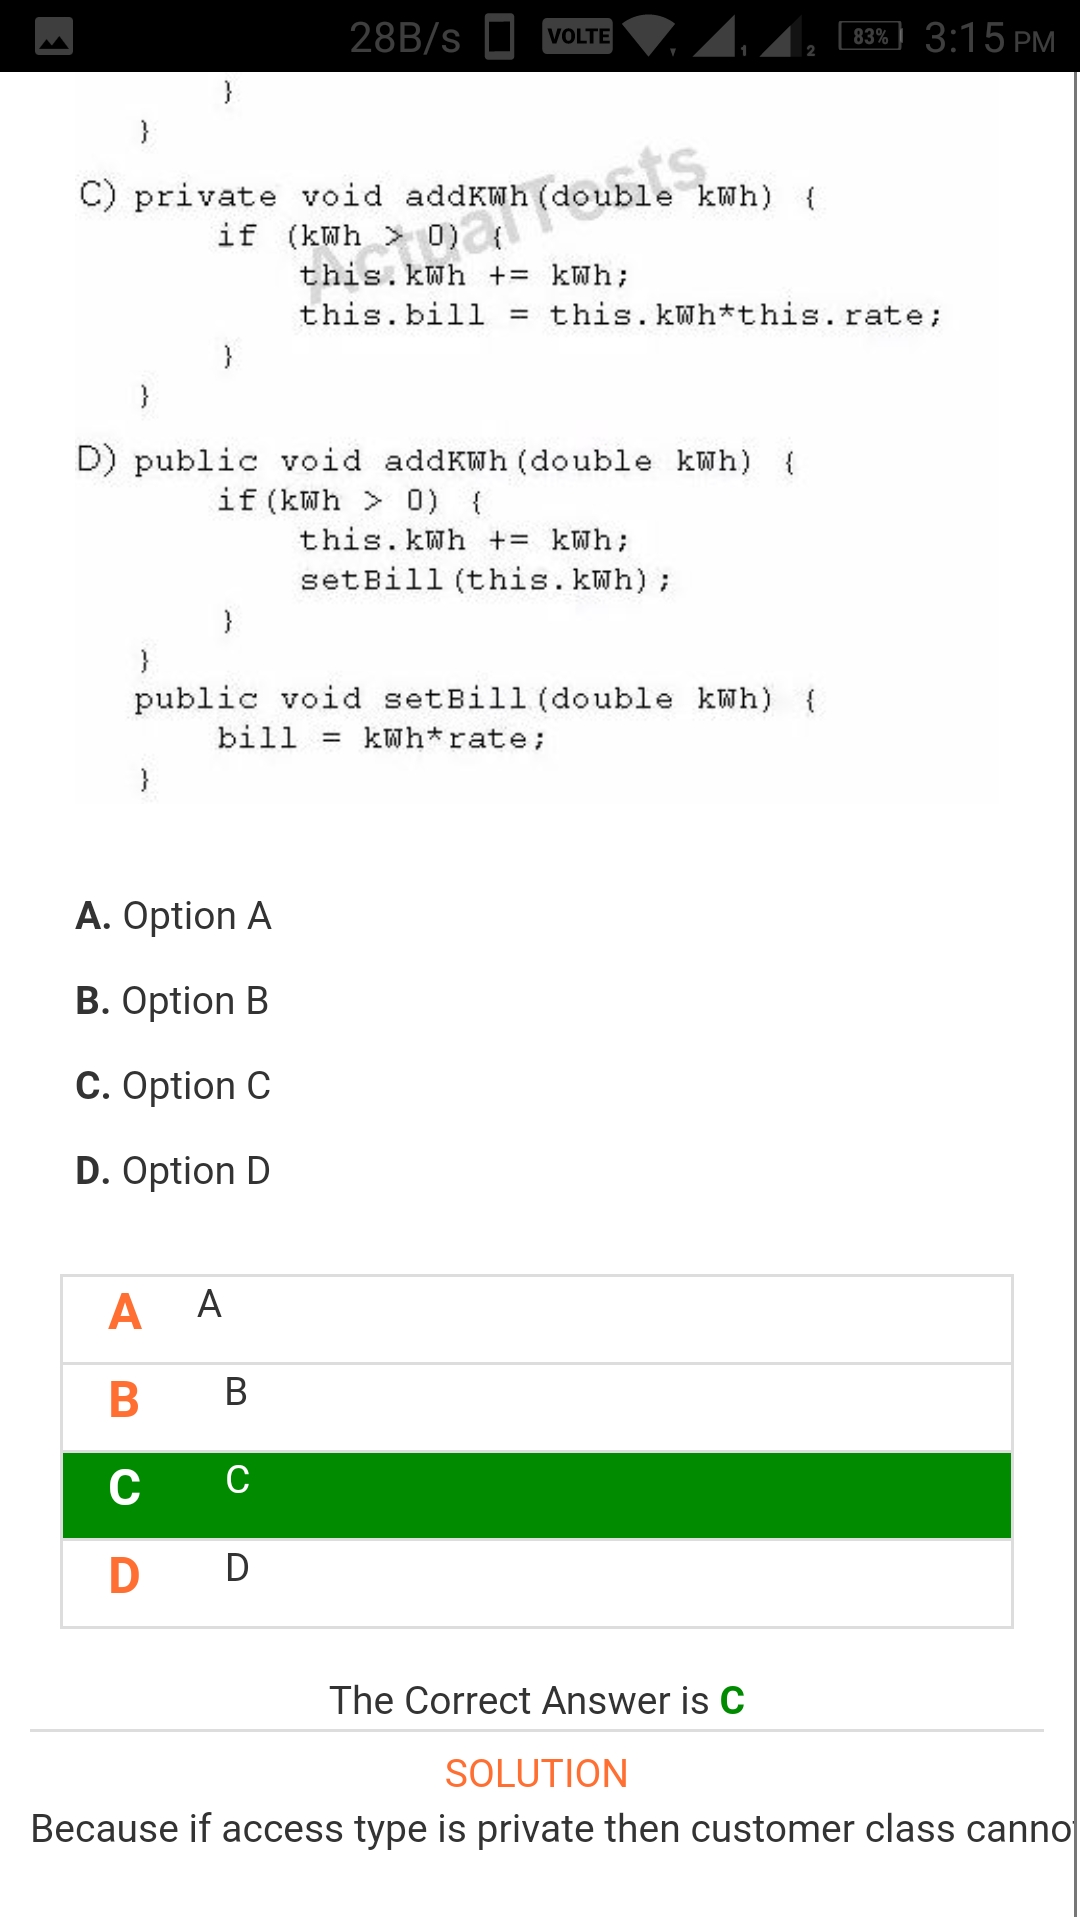 28B/s VOLTE 1 2 83% 3:15 PM
}
}
C) private void addKWh(double kWh) {
if (kWh > 0) {
this.kWh += kWh;
this.bill = this.kWh*this.rate;
}
}
ActualTests
D) public void addKWh(double kWh) {
if(kWh > 0) {
this.kWh += kWh;
setBill(this.kWh);
}
}
public void setBill(double kWh) {
bill = kWh*rate;
}
A. Option A
B. Option B
C. Option C
D. Option D
A A
B B
C C
D D
The Correct Answer is C
SOLUTION
Because if access type is private then customer class canno